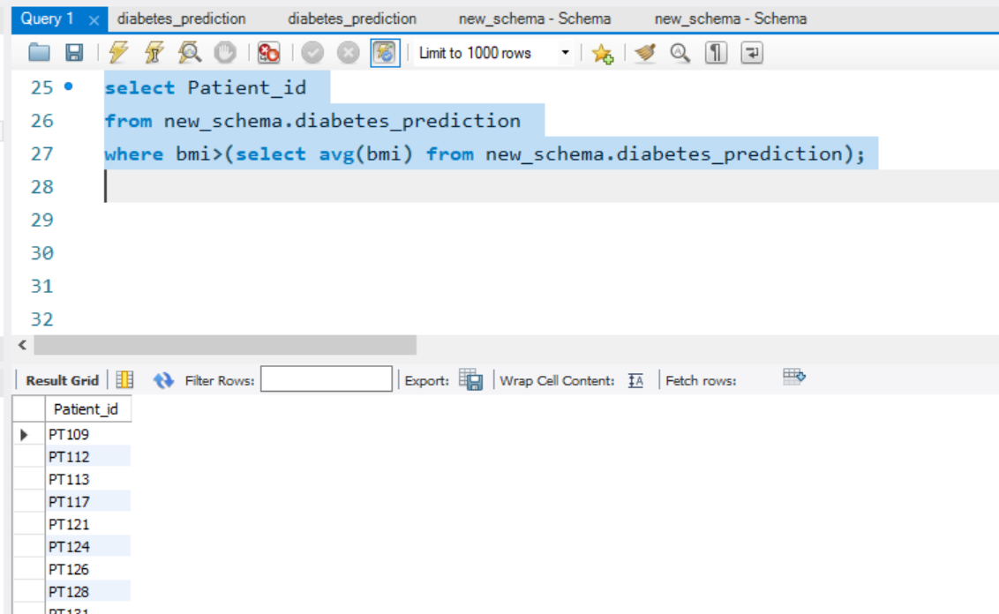 Query 1 × diabetes_prediction diabetes_prediction new_schema - Schema new_schema - Schema
Limit to 1000 rows
25 select Patient_id
26 from new_schema.diabetes_prediction
27 where bmi>(select avg(bmi) from new_schema.diabetes_prediction);
28
29
30
31
32
Result Grid Filter Rows: Export: Wrap Cell Content: Fetch rows:
Patient_id
PT109
PT112
PT113
PT117
PT121
PT124
PT126
PT128
PT131